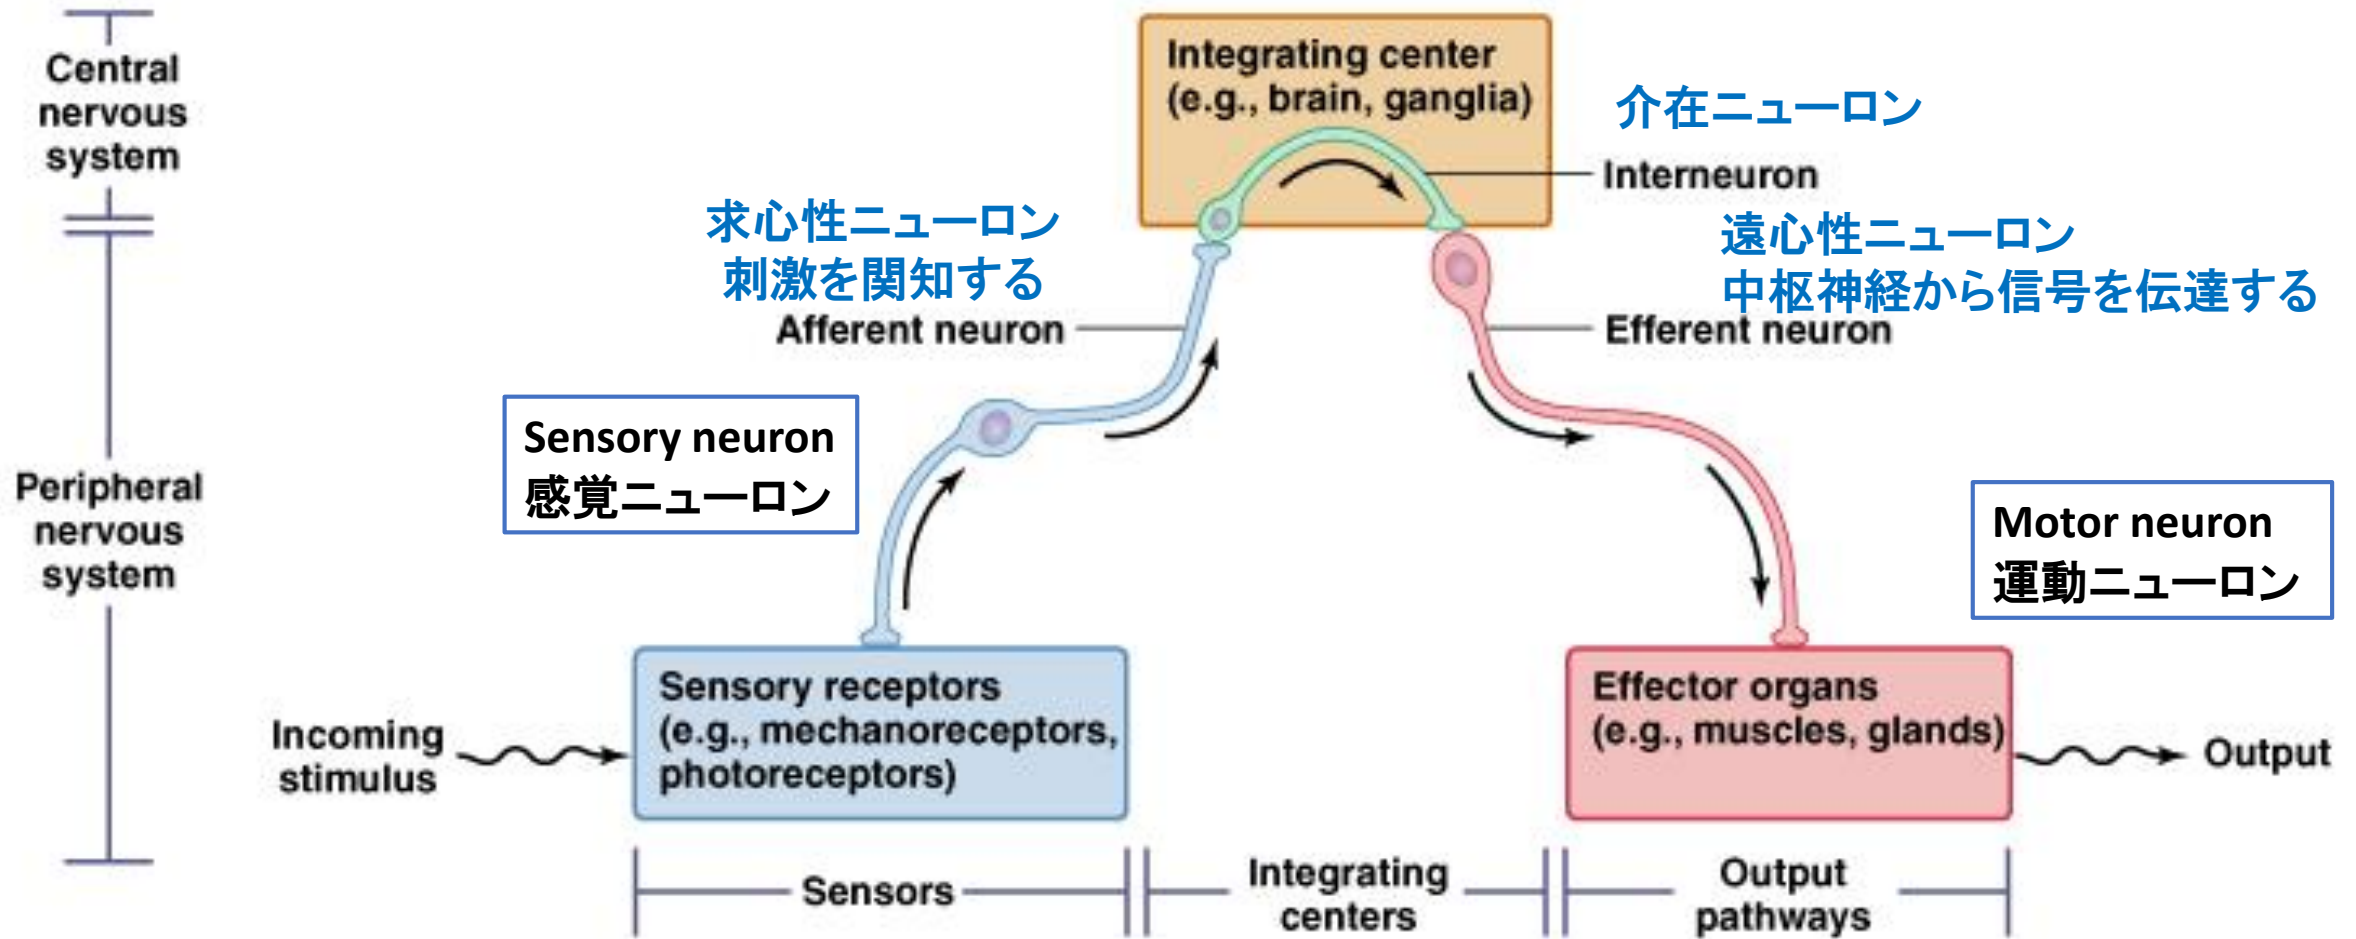 Central
nervous
system
Peripheral
nervous
system
Integrating center
(e.g., brain, ganglia)
介在ニューロン
Interneuron
求心性ニューロン
刺激を関知する
Afferent neuron
遠心性ニューロン
中枢神経から信号を伝達する
Efferent neuron
Sensory neuron
感覚ニューロン
Motor neuron
運動ニューロン
Incoming
stimulus
Sensory receptors
(e.g., mechanoreceptors,
photoreceptors)
Effector organs
(e.g., muscles, glands)
Output
Sensors
Integrating
centers
Output
pathways